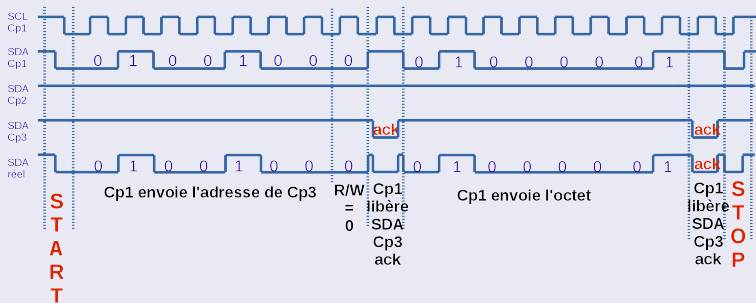 SCL
Cp1
SDA
Cp1
0 1 0 0 1 0 0 0 0 1 0 0 0 0 0 1
SDA
Cp2
SDA
Cp3
ack ack
SDA
réel
0 1 0 0 1 0 0 0 0 1 0 0 0 0 0 1 ack
START
Cp1 envoie l'adresse de Cp3
R/W
=
0
Cp1
libère
SDA
Cp3
ack
Cp1 envoie l'octet
Cp1
libère
SDA
Cp3
ack
STOP